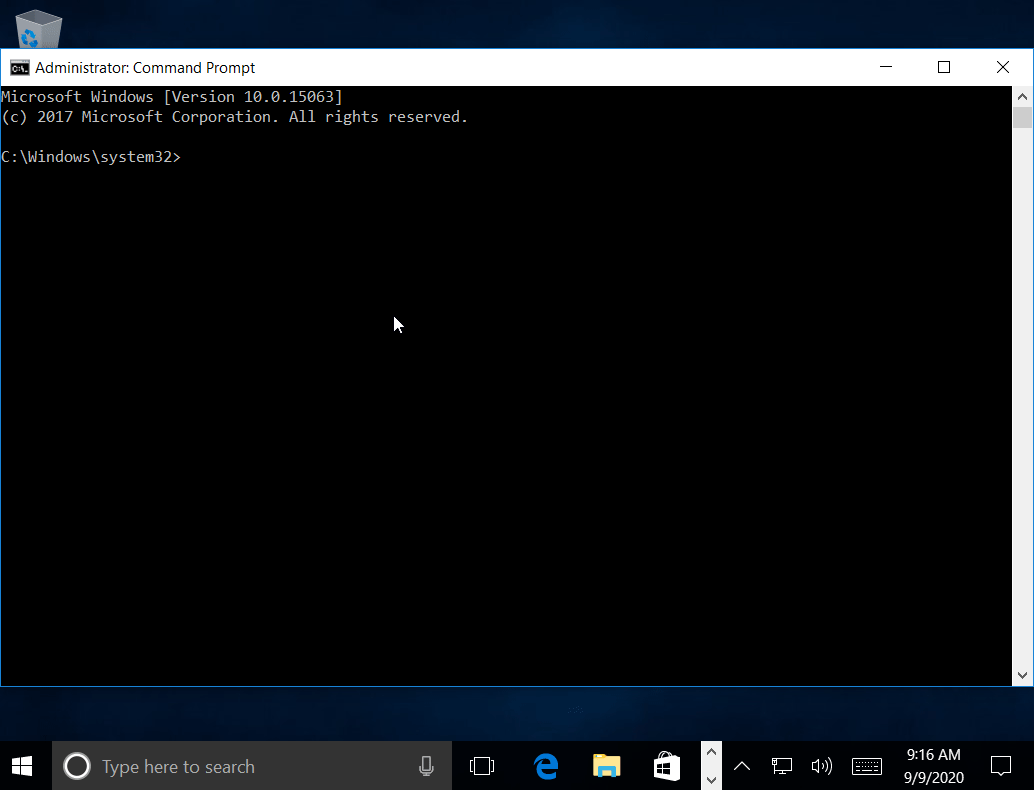 Administrator: Command Prompt
Microsoft Windows [Version 10.0.15063]
(c) 2017 Microsoft Corporation. All rights reserved.
C:\Windows\system32>
Type here to search
9:16 AM
9/9/2020